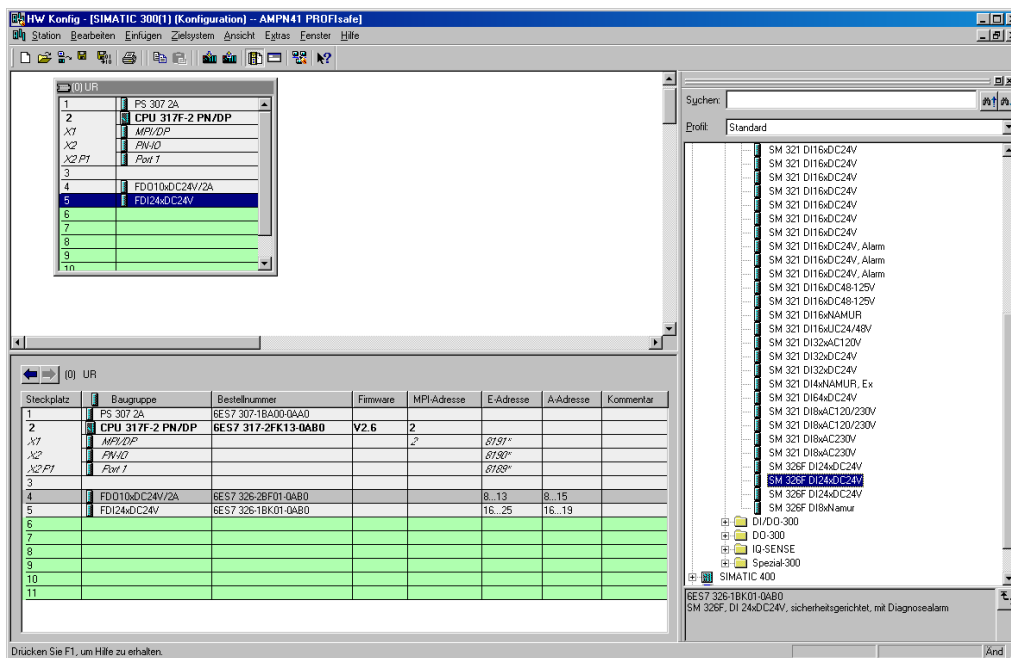 HW Konfig - [SIMATIC 300(1) (Konfiguration) -- AMPN41 PROFIsafe]
Station Bearbeiten Einfügen Zielsystem Ansicht Extras Fenster Hilfe
(0) UR
1 PS 307 2A
2 CPU 317F-2 PN/DP
X1 MPI/DP
X2 PN-IO
X2 P1 Port 1
3
4 FDO10xDC24V/2A
5 FDI24xDC24V
6
7
8
9
10
Suchen:
Profil: Standard
SM 321 DI16xDC24V
SM 321 DI16xDC24V
SM 321 DI16xDC24V
SM 321 DI16xDC24V
SM 321 DI16xDC24V
SM 321 DI16xDC24V
SM 321 DI16xDC24V
SM 321 DI16xDC24V, Alarm
SM 321 DI16xDC24V, Alarm
SM 321 DI16xDC24V, Alarm
SM 321 DI16xDC48-125V
SM 321 DI16xDC48-125V
SM 321 DI16xNAMUR
SM 321 DI16xUC24/48V
SM 321 DI32xAC120V
SM 321 DI32xDC24V
SM 321 DI32xDC24V
SM 321 DI4xNAMUR, Ex
SM 321 DI64xDC24V
SM 321 DI8xAC120/230V
SM 321 DI8xAC120/230V
SM 321 DI8xAC230V
SM 321 DI8xAC230V
SM 326F DI24xDC24V
SM 326F DI24xDC24V
SM 326F DI24xDC24V
SM 326F DI8xNamur
DI/DO-300
DO-300
IQ-SENSE
Spezial-300
SIMATIC 400
6ES7 326-1BK01-0AB0
SM 326F, DI 24xDC24V, sicherheitsgerichtet, mit Diagnosealarm
(0) UR
Steckplatz Baugruppe Bestellnummer Firmware MPI-Adresse E-Adresse A-Adresse Kommentar
1 PS 307 2A 6ES7 307-1BA00-0AA0
2 CPU 317F-2 PN/DP 6ES7 317-2FK13-0AB0 V2.6 2
X1 MPI/DP 2 8191*
X2 PN-IO 8190*
X2 P1 Port 1 8189*
3
4 FDO10xDC24V/2A 6ES7 326-2BF01-0AB0 8...13 8...15
5 FDI24xDC24V 6ES7 326-1BK01-0AB0 16...25 16...19
6
7
8
9
10
11
Drücken Sie F1, um Hilfe zu erhalten.
Änd